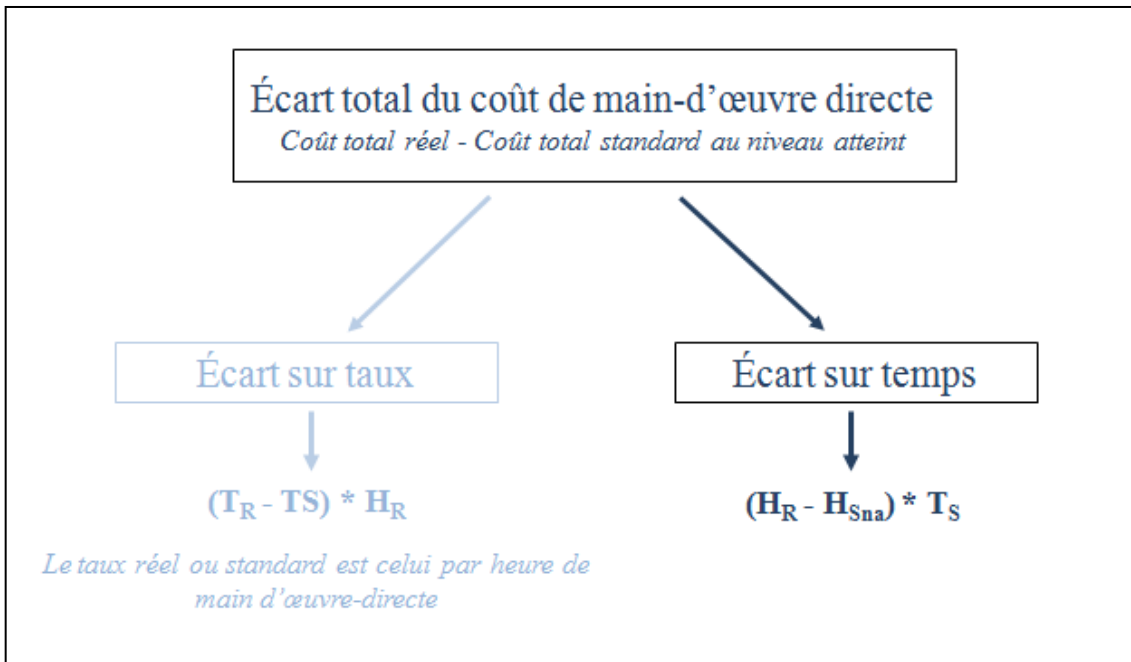 Écart total du coût de main-d’œuvre directe
Coût total réel - Coût total standard au niveau atteint
Écart sur taux
Écart sur temps
(TR - TS) * HR
(HR - HSna) * TS
Le taux réel ou standard est celui par heure de
main d’œuvre-directe